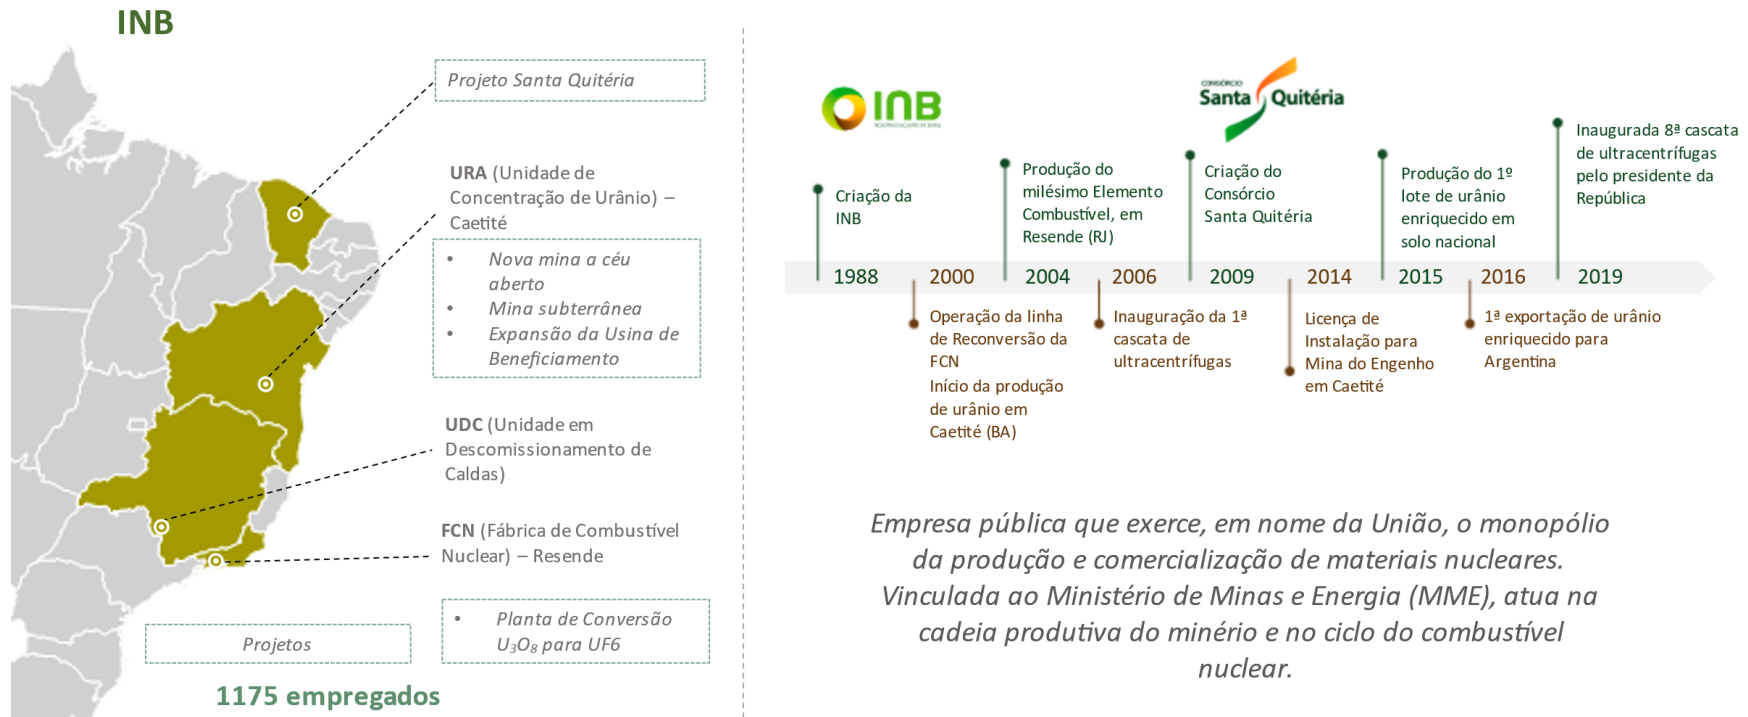 INB
Projeto Santa Quitéria
URA (Unidade de
Concentração de Urânio) –
Caetité
• Nova mina a céu
aberto
• Mina subterrânea
• Expansão da Usina de
Beneficiamento
UDC (Unidade em
Descomissionamento de
Caldas)
FCN (Fábrica de Combustível
Nuclear) – Resende
• Planta de Conversão
U₃O₈ para UF6
Projetos
1175 empregados
INB
CONSÓRCIO
Santa Quitéria
Criação da
INB
Produção do
milésimo Elemento
Combustível, em
Resende (RJ)
Criação do
Consórcio
Santa Quitéria
Produção do 1º
lote de urânio
enriquecido em
solo nacional
Inaugurada 8ª cascata
de ultracentrífugas
pelo presidente da
República
1988 2000 2004 2006 2009 2014 2015 2016 2019
Operação da linha
de Reconversão da
FCN
Início da produção
de urânio em
Caetité (BA)
Inauguração da 1ª
cascata de
ultracentrífugas
Licença de
Instalação para
Mina do Engenho
em Caetité
1ª exportação de urânio
enriquecido para
Argentina
Empresa pública que exerce, em nome da União, o monopólio
da produção e comercialização de materiais nucleares.
Vinculada ao Ministério de Minas e Energia (MME), atua na
cadeia produtiva do minério e no ciclo do combustível
nuclear.